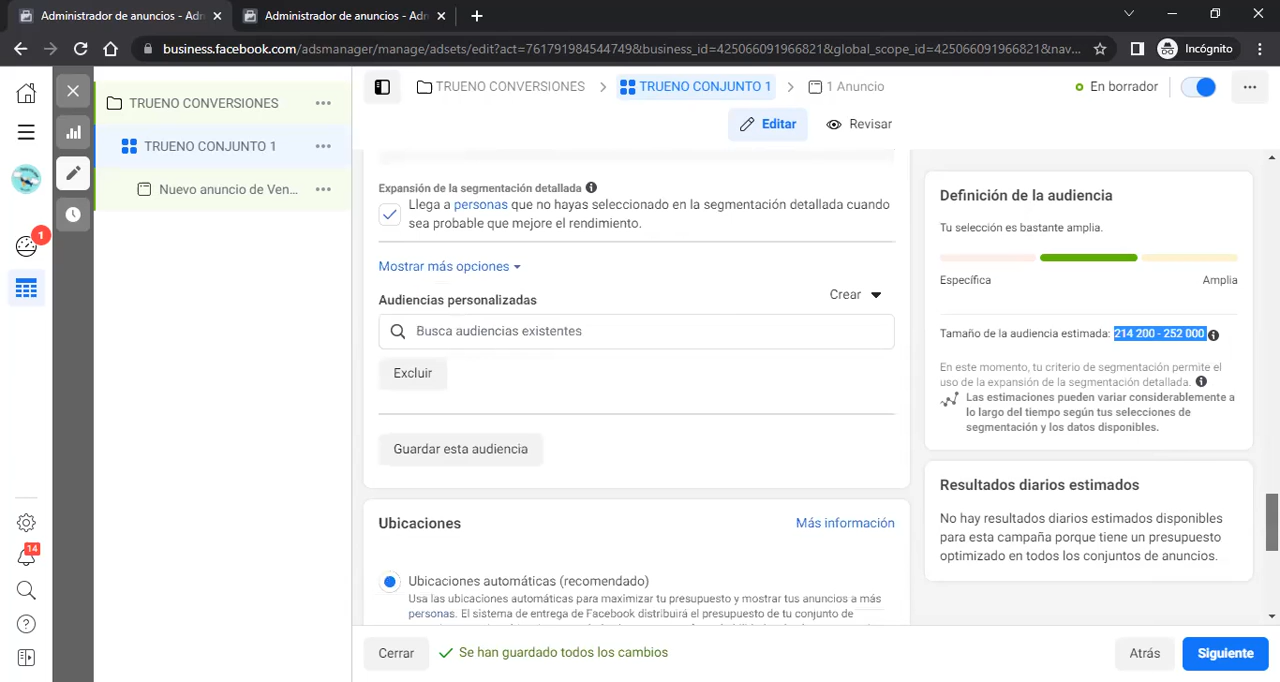 Administrador de anuncios - Adn
Administrador de anuncios - Adn
business.facebook.com/adsmanager/manage/adsets/edit?act=761791984544749&business_id=425066091966821&global_scope_id=425066091966821&nav...
Incógnito
TRUENO CONVERSIONES
TRUENO CONJUNTO 1
Nuevo anuncio de Ven...
1
14
TRUENO CONVERSIONES
TRUENO CONJUNTO 1
1 Anuncio
En borrador
Editar
Revisar
Expansión de la segmentación detallada
Llega a personas que no hayas seleccionado en la segmentación detallada cuando
sea probable que mejore el rendimiento.
Mostrar más opciones
Audiencias personalizadas
Crear
Busca audiencias existentes
Excluir
Guardar esta audiencia
Ubicaciones
Más información
Ubicaciones automáticas (recomendado)
Usa las ubicaciones automáticas para maximizar tu presupuesto y mostrar tus anuncios a más
personas. El sistema de entrega de Facebook distribuirá el presupuesto de tu conjunto de
Definición de la audiencia
Tu selección es bastante amplia.
Específica
Amplia
Tamaño de la audiencia estimada: 214 200 - 252 000
En este momento, tu criterio de segmentación permite el
uso de la expansión de la segmentación detallada.
Las estimaciones pueden variar considerablemente a
lo largo del tiempo según tus selecciones de
segmentación y los datos disponibles.
Resultados diarios estimados
No hay resultados diarios estimados disponibles
para esta campaña porque tiene un presupuesto
optimizado en todos los conjuntos de anuncios.
Cerrar
Se han guardado todos los cambios
Atrás
Siguiente